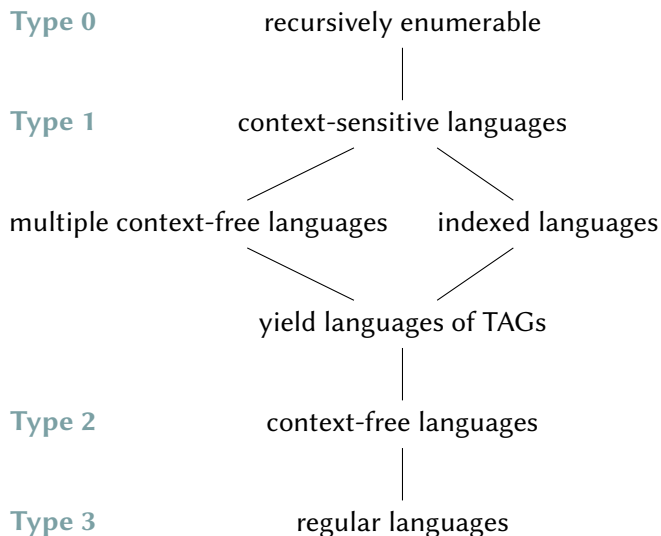 Type 0 recursively enumerable
Type 1 context-sensitive languages
multiple context-free languages indexed languages
yield languages of TAGs
Type 2 context-free languages
Type 3 regular languages